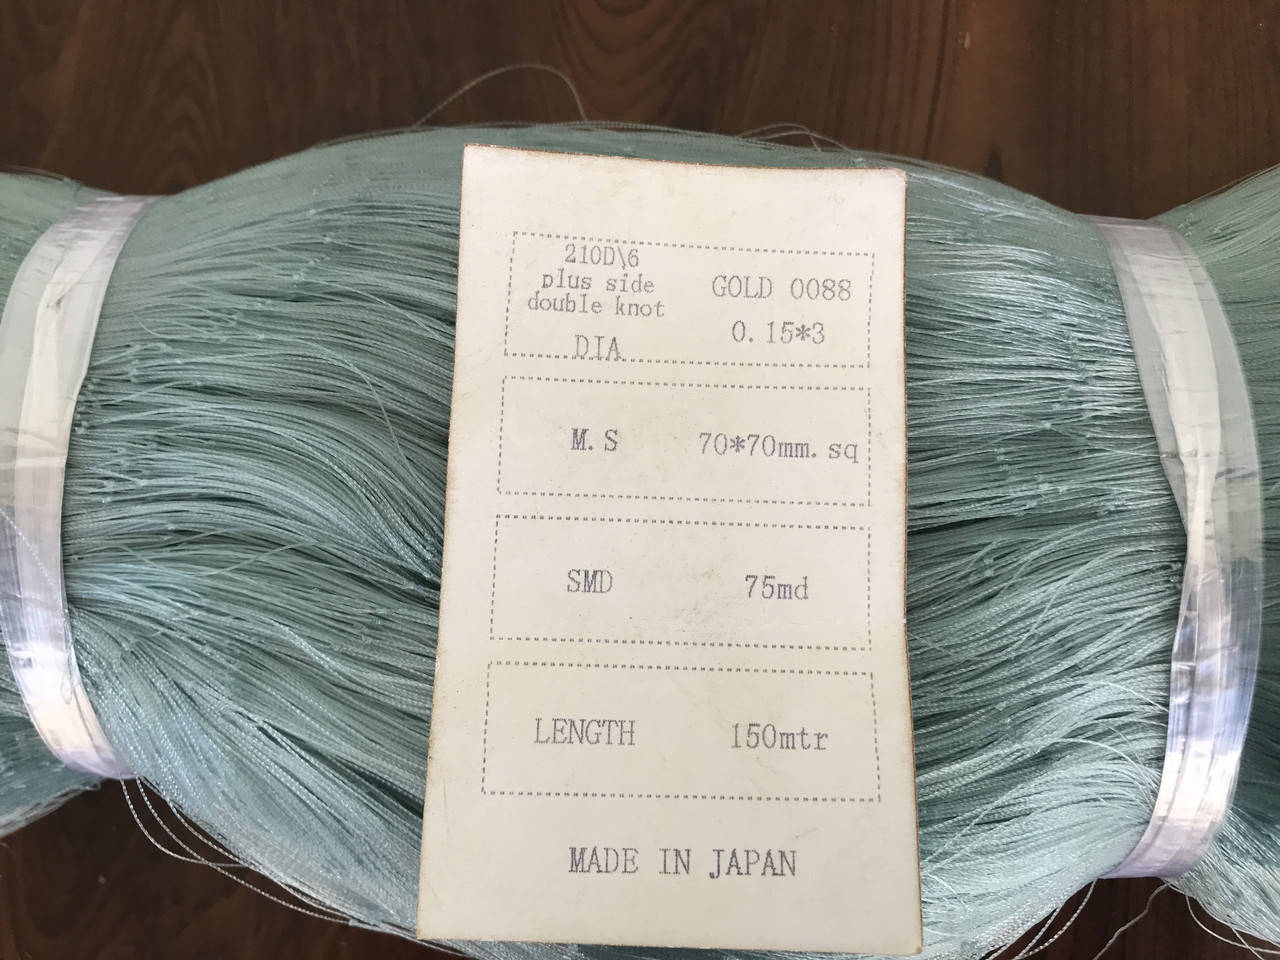 210D\6
plus side
double knot
GOLD 0088
DIA
0.15*3
M.S 70*70mm.sq
SMD 75md
LENGTH 150mtr
MADE IN JAPAN